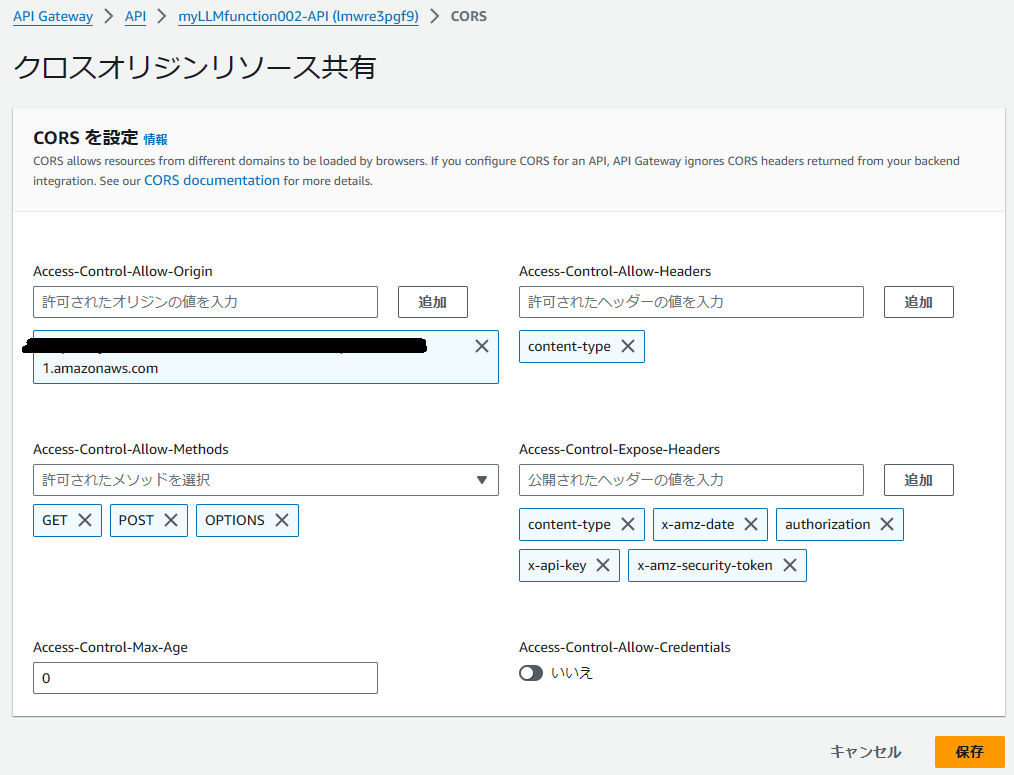 API Gateway > API > myLLMfunction002-API (lmwre3pgf9) > CORS
クロスオリジンリソース共有
CORS を設定 情報
CORS allows resources from different domains to be loaded by browsers. If you configure CORS for an API, API Gateway ignores CORS headers returned from your backend
integration. See our CORS documentation for more details.
Access-Control-Allow-Origin
許可されたオリジンの値を入力 追加
1.amazonaws.com
Access-Control-Allow-Headers
許可されたヘッダーの値を入力 追加
content-type
Access-Control-Allow-Methods
許可されたメソッドを選択
GET POST OPTIONS
Access-Control-Expose-Headers
公開されたヘッダーの値を入力 追加
content-type x-amz-date authorization
x-api-key x-amz-security-token
Access-Control-Max-Age
0
Access-Control-Allow-Credentials
いいえ
キャンセル 保存